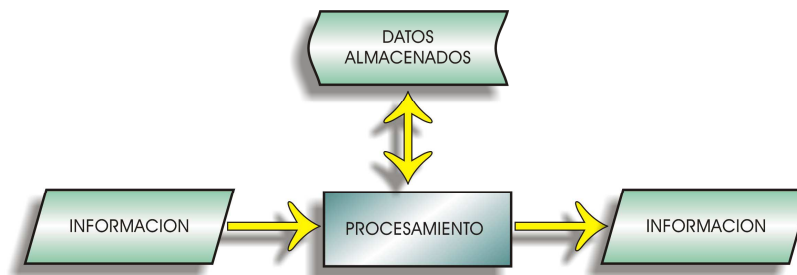 DATOS
ALMACENADOS
INFORMACION
PROCESAMIENTO
INFORMACION